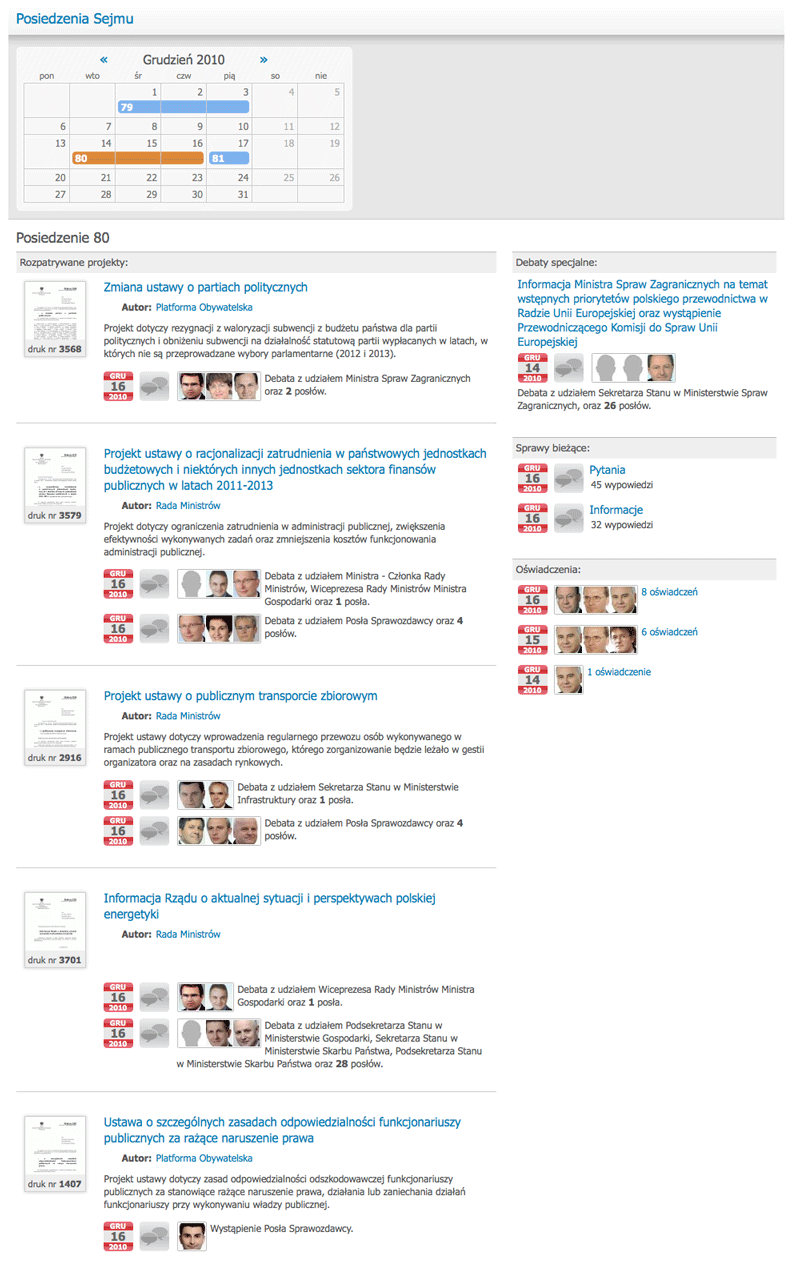 Posiedzenia Sejmu
« Grudzień 2010 »
pon wto śr czw pią so nie
1 2 3 4 5
79
6 7 8 9 10 11 12
13 14 15 16 17 18 19
80 81
20 21 22 23 24 25 26
27 28 29 30 31
Posiedzenie 80
Rozpatrywane projekty:
Zmiana ustawy o partiach politycznych
Autor: Platforma Obywatelska
Projekt dotyczy rezygnacji z waloryzacji subwencji z budżetu państwa dla partii
politycznych i obniżeniu subwencji na działalność statutową partii wypłacanych w latach, w
których nie są przeprowadzane wybory parlamentarne (2012 i 2013).
druk nr 3568
GRU
16
2010
Debata z udziałem Ministra Spraw Zagranicznych
oraz 2 posłów.
Projekt ustawy o racjonalizacji zatrudnienia w państwowych jednostkach
budżetowych i niektórych innych jednostkach sektora finansów
publicznych w latach 2011-2013
Autor: Rada Ministrów
druk nr 3579
Projekt dotyczy ograniczenia zatrudnienia w administracji publicznej, zwiększenia
efektywności wykonywanych zadań oraz zmniejszenia kosztów funkcjonowania
administracji publicznej.
GRU
16
2010
Debata z udziałem Ministra - Członka Rady
Ministrów, Wiceprezesa Rady Ministrów Ministra
Gospodarki oraz 1 posła.
GRU
16
2010
Debata z udziałem Posła Sprawozdawcy oraz 4
posłów.
Projekt ustawy o publicznym transporcie zbiorowym
Autor: Rada Ministrów
Projekt ustawy dotyczy wprowadzenia regularnego przewozu osób wykonywanego w
ramach publicznego transportu zbiorowego, którego zorganizowanie będzie leżało w gestii
organizatora oraz na zasadach rynkowych.
druk nr 2916
GRU
16
2010
Debata z udziałem Sekretarza Stanu w Ministerstwie
Infrastruktury oraz 1 posła.
GRU
16
2010
Debata z udziałem Posła Sprawozdawcy oraz 4
posłów.
Informacja Rządu o aktualnej sytuacji i perspektywach polskiej
energetyki
Autor: Rada Ministrów
druk nr 3701
GRU
16
2010
Debata z udziałem Wiceprezesa Rady Ministrów Ministra
Gospodarki oraz 1 posła.
GRU
16
2010
Debata z udziałem Podsekretarza Stanu w
Ministerstwie Gospodarki, Sekretarza Stanu w
Ministerstwie Skarbu Państwa, Podsekretarza Stanu
w Ministerstwie Skarbu Państwa oraz 28 posłów.
Ustawa o szczególnych zasadach odpowiedzialności funkcjonariuszy
publicznych za rażące naruszenie prawa
Autor: Platforma Obywatelska
Projekt ustawy dotyczy zasad odpowiedzialności odszkodowawczej funkcjonariuszy
publicznych za stanowiące rażące naruszenie prawa, działania lub zaniechania działań
funkcjonariuszy przy wykonywaniu władzy publicznej.
druk nr 1407
GRU
16
2010
Wystąpienie Posła Sprawozdawcy.
Debaty specjalne:
Informacja Ministra Spraw Zagranicznych na temat
wstępnych priorytetów polskiego przewodnictwa w
Radzie Unii Europejskiej oraz wystąpienie
Przewodniczącego Komisji do Spraw Unii
Europejskiej
GRU
14
2010
Debata z udziałem Sekretarza Stanu w Ministerstwie Spraw
Zagranicznych, oraz 26 posłów.
Sprawy bieżące:
GRU
16
2010
Pytania
45 wypowiedzi
GRU
16
2010
Informacje
32 wypowiedzi
Oświadczenia:
GRU
16
2010
8 oświadczeń
GRU
15
2010
6 oświadczeń
GRU
14
2010
1 oświadczenie